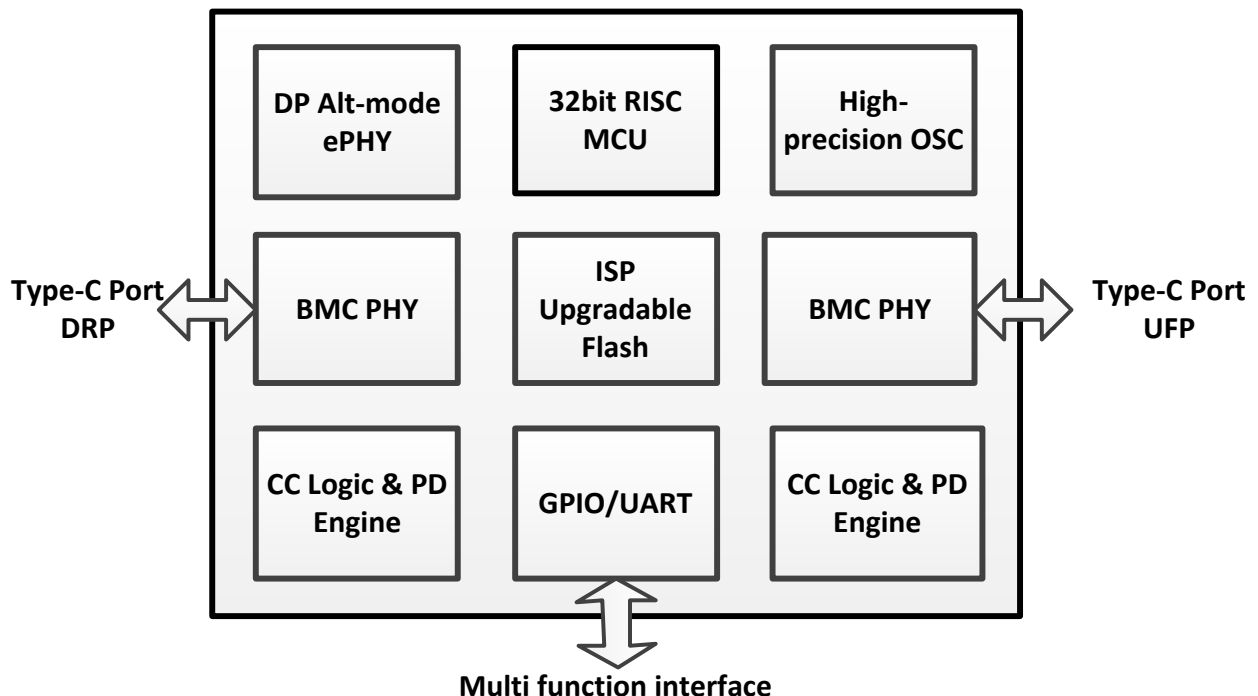 DP Alt-mode
ePHY
32bit RISC
MCU
High-
precision OSC
Type-C Port
DRP
BMC PHY
ISP
Upgradable
Flash
BMC PHY
Type-C Port
UFP
CC Logic & PD
Engine
GPIO/UART
CC Logic & PD
Engine
Multi function interface